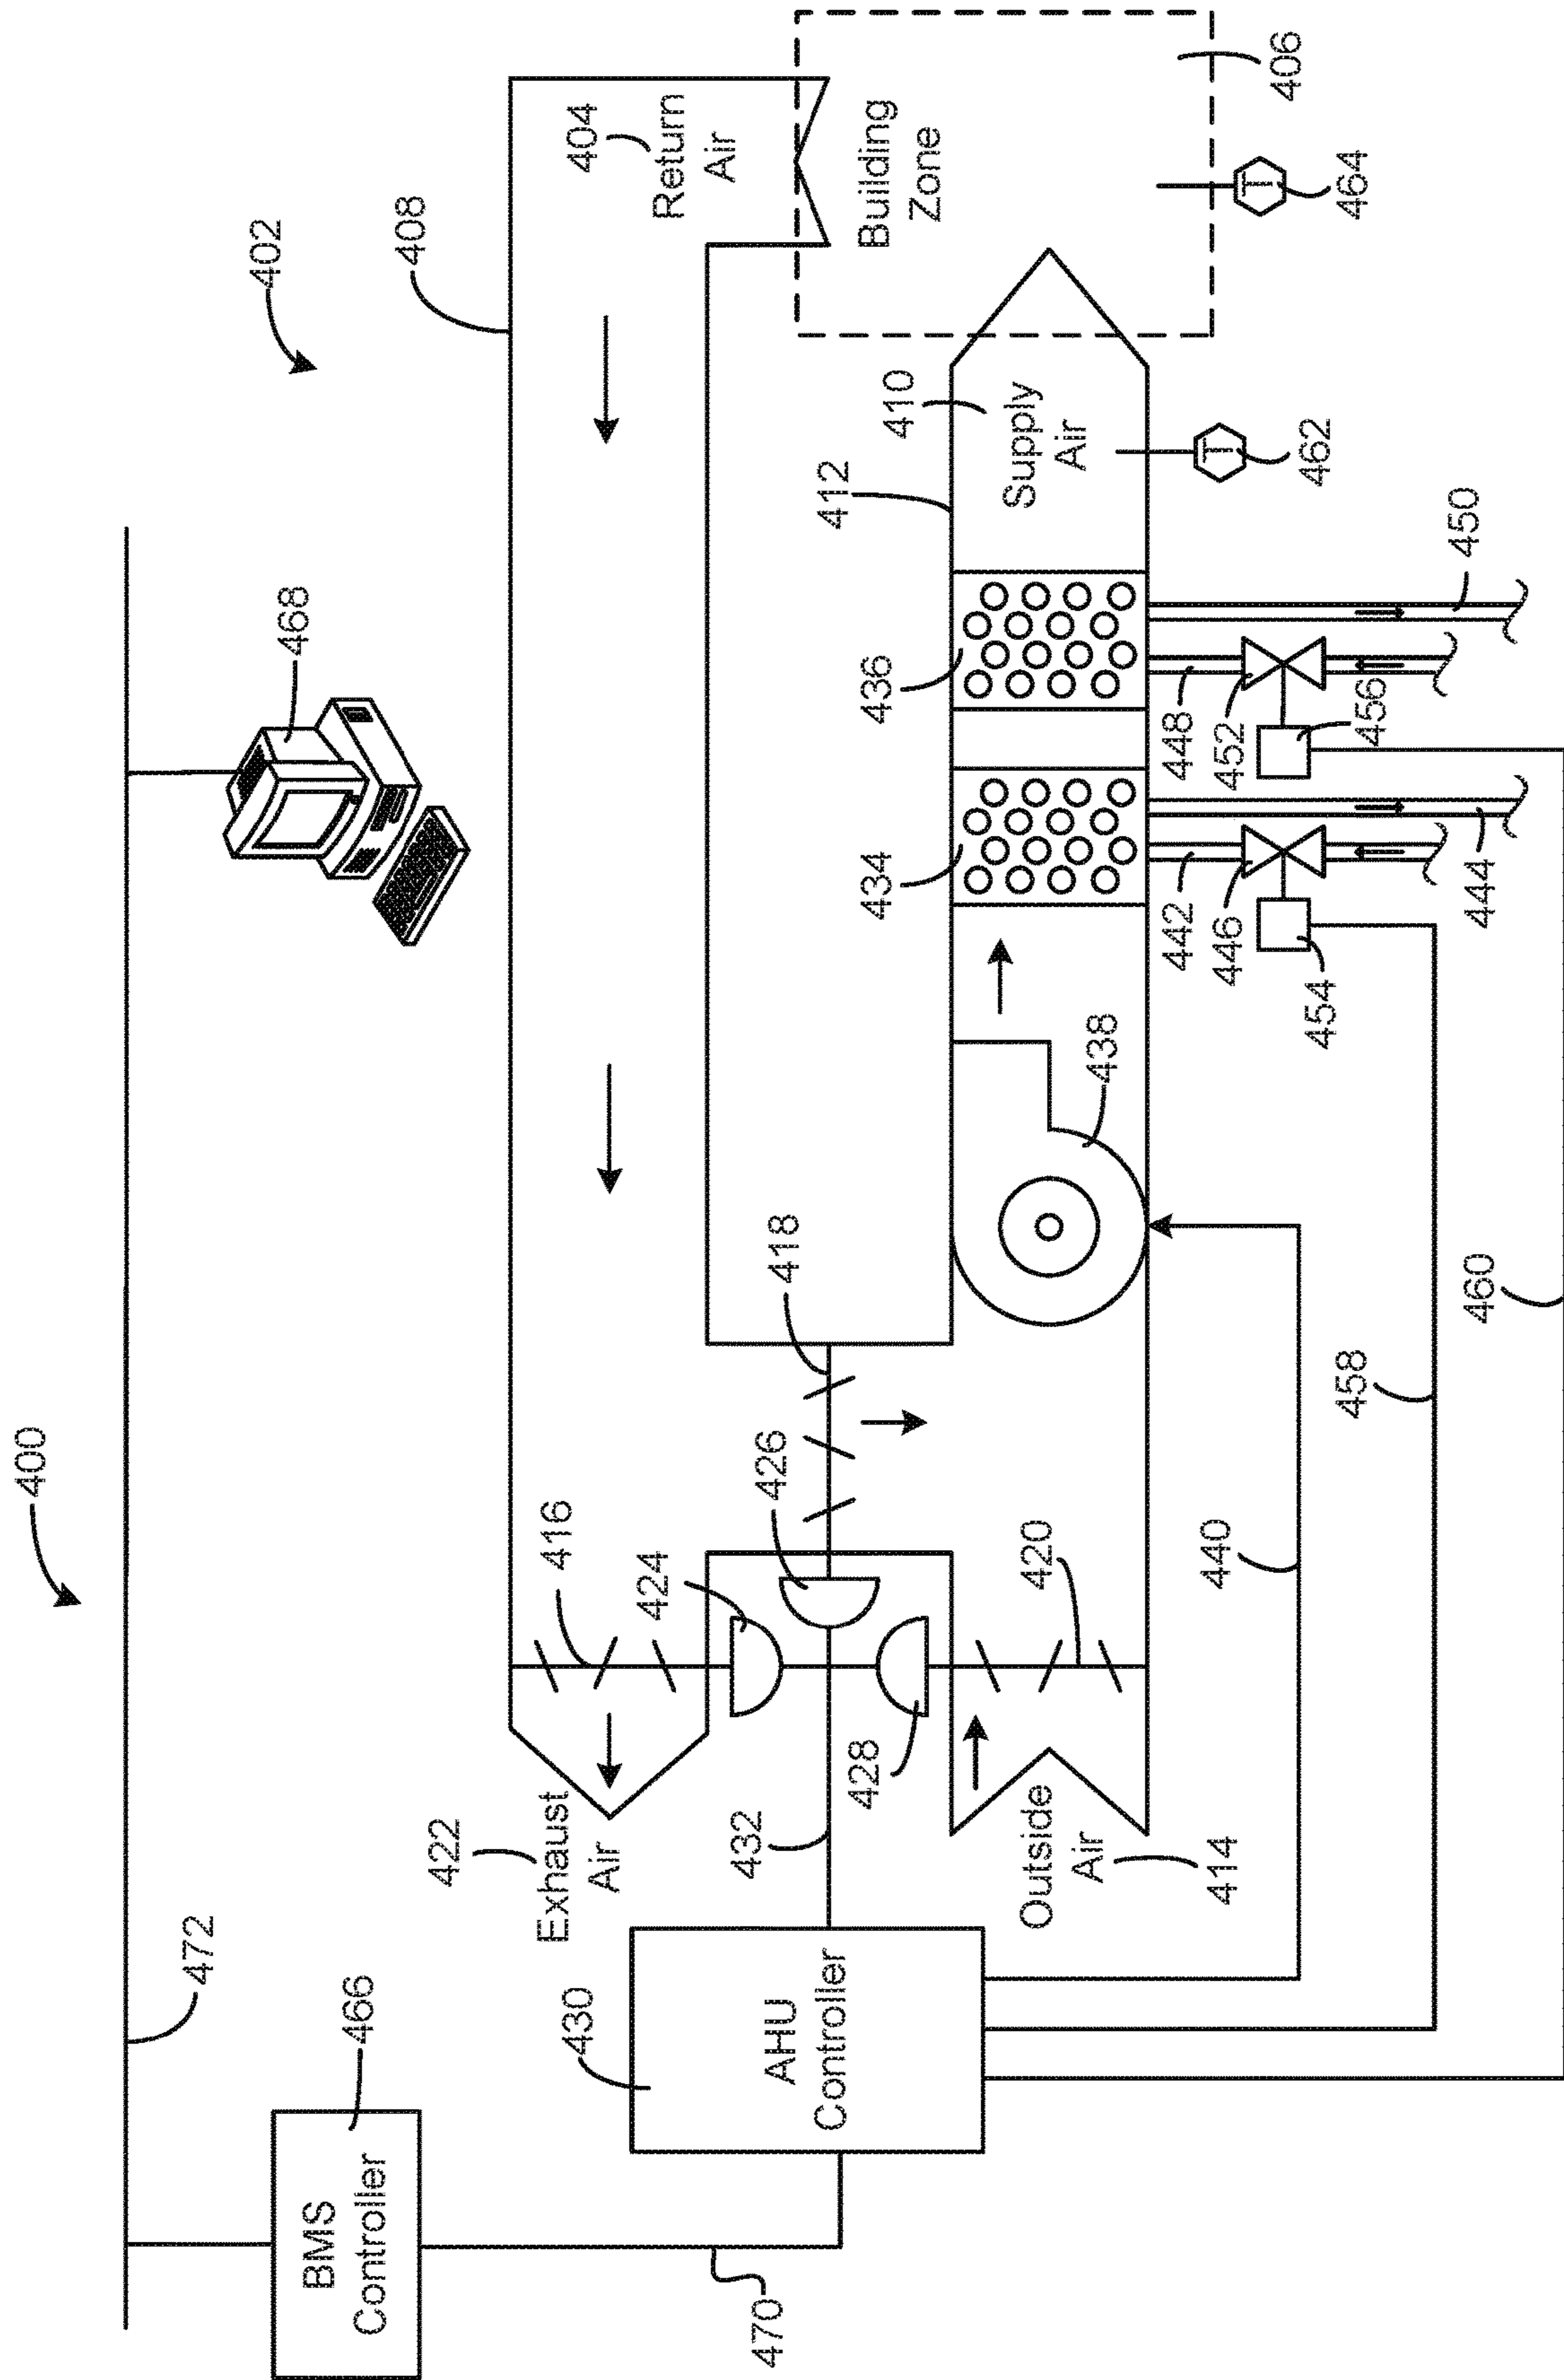 400
472
BMS
Controller
466
468
402
408
470
430
AHU
Controller
422
Exhaust
Air
416
424
426
418
404
Return
Air
Building
Zone
406
432
428
Outside
Air
414
420
438
434
436
412
410
Supply
Air
442
446
454
448
452
456
444
450
462
T
464
T
440
458
460